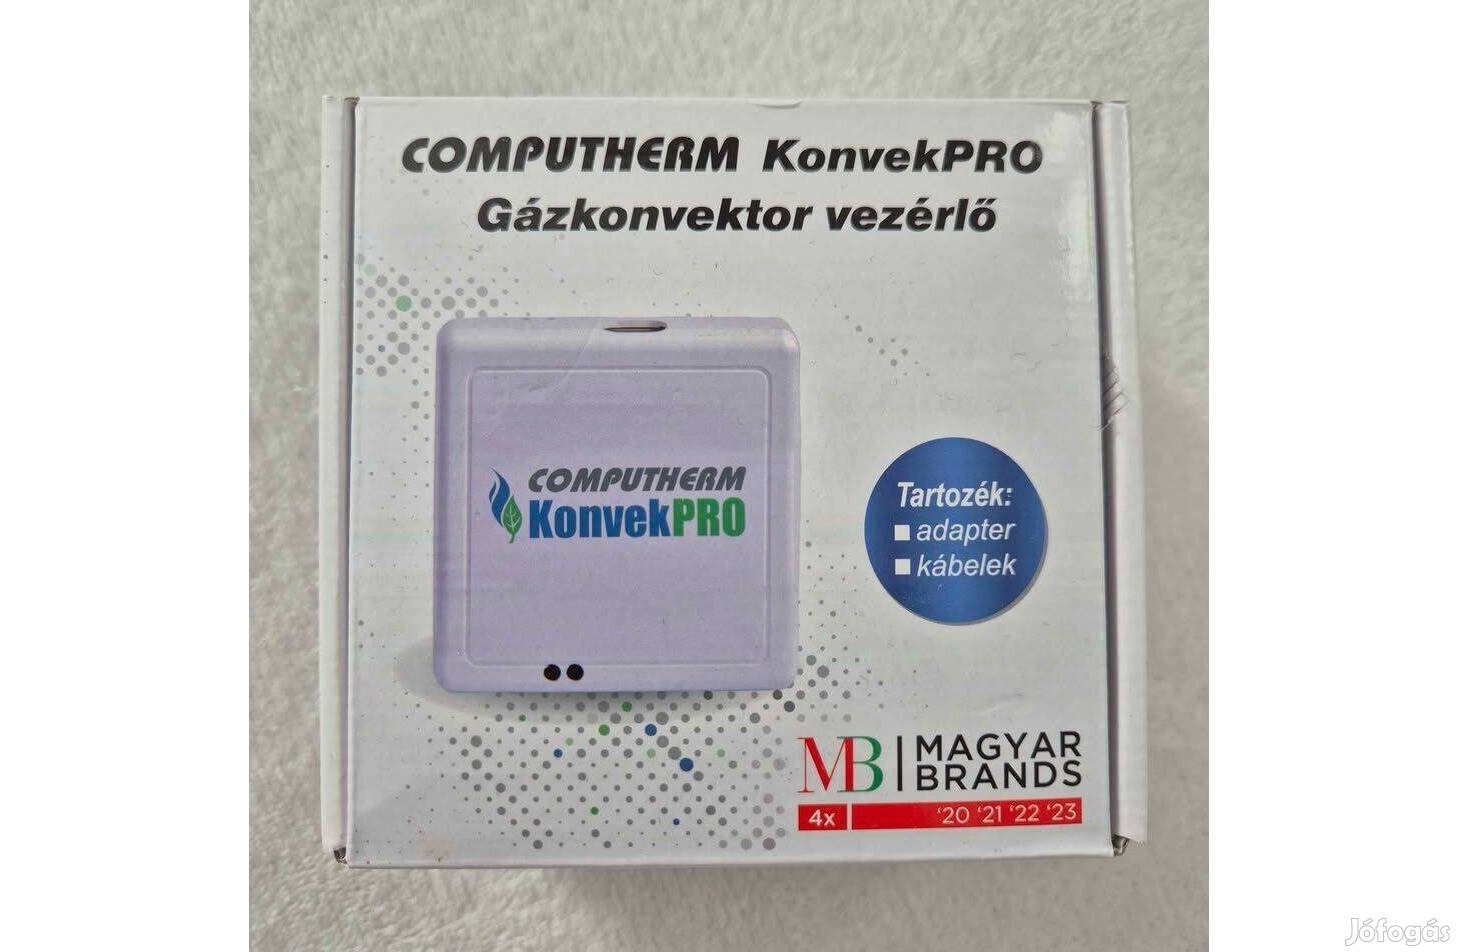 COMPUTHERM KonvekPRO
Gázkonvektor vezérlő
COMPUTHERM
KonvekPRO
Tartozék:
adapter
kábelek
MB MAGYAR
BRANDS
4x '20 '21 '22 '23
Jófogás